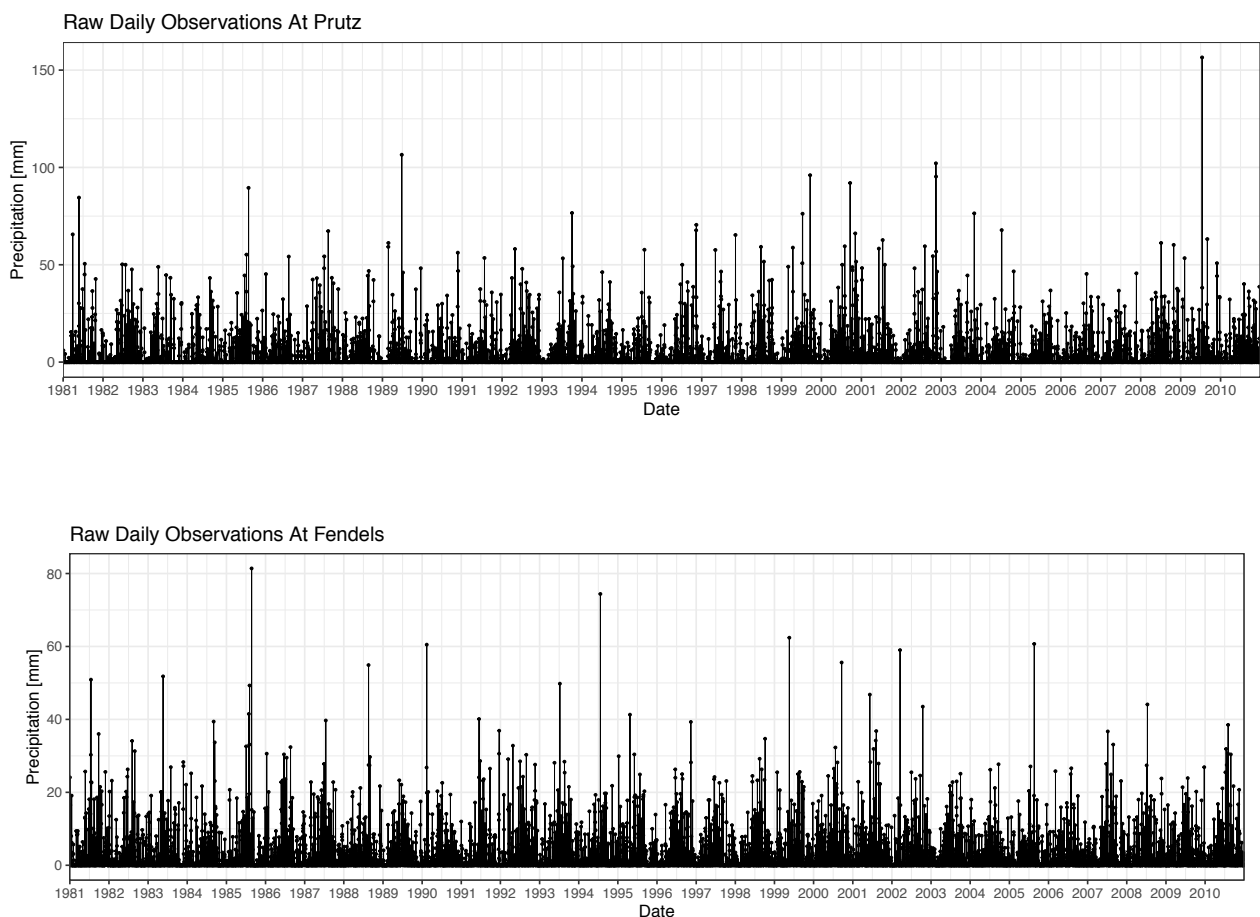 Raw Daily Observations At Prutz
Precipitation [mm]
150
100
50
0
1981 1982 1983 1984 1985 1986 1987 1988 1989 1990 1991 1992 1993 1994 1995 1996 1997 1998 1999 2000 2001 2002 2003 2004 2005 2006 2007 2008 2009 2010
Date
Raw Daily Observations At Fendels
Precipitation [mm]
80
60
40
20
0
1981 1982 1983 1984 1985 1986 1987 1988 1989 1990 1991 1992 1993 1994 1995 1996 1997 1998 1999 2000 2001 2002 2003 2004 2005 2006 2007 2008 2009 2010
Date